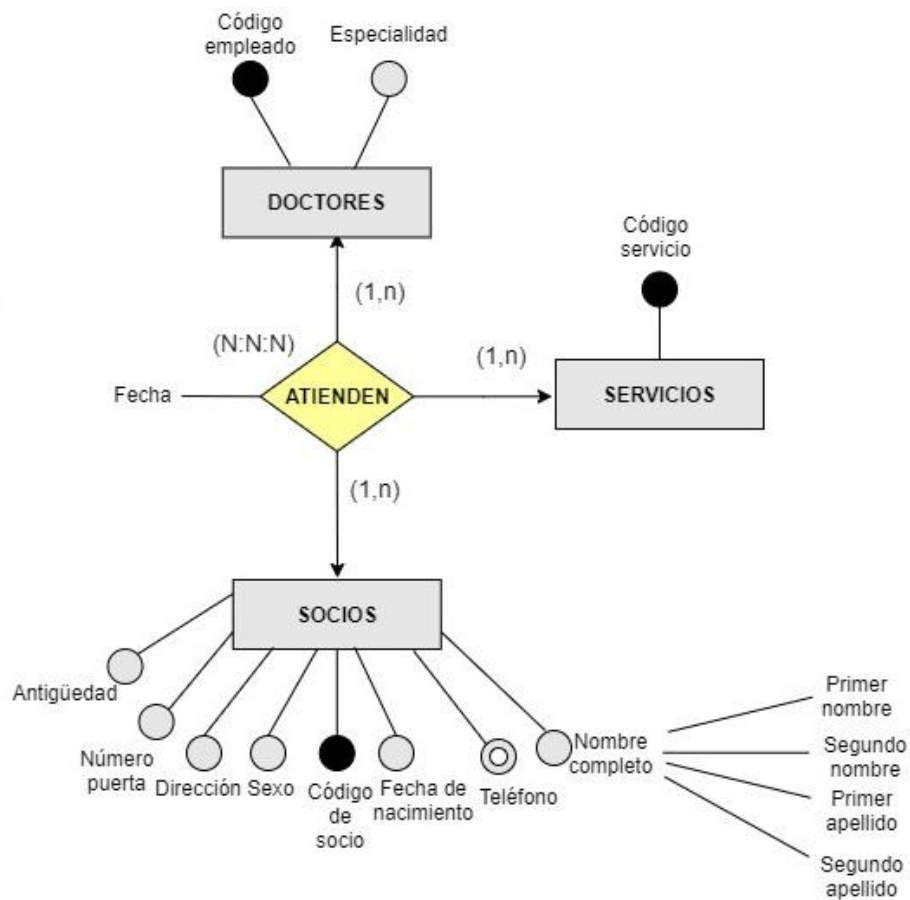 Código
empleado
Especialidad
DOCTORES
Código
servicio
(1,n)
(N:N:N)
(1,n)
Fecha
ATIENDEN
SERVICIOS
(1,n)
SOCIOS
Antigüedad
Número
puerta
Dirección
Sexo
Código
de
socio
Fecha de
nacimiento
Teléfono
Nombre
completo
Primer
nombre
Segundo
nombre
Primer
apellido
Segundo
apellido